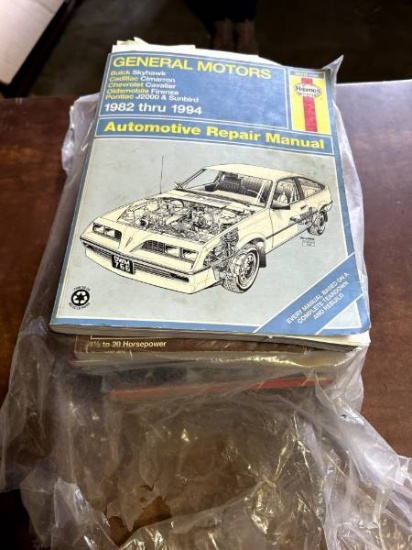 GENERAL MOTORS
Buick Skyhawk
Cadillac Cimarron
Chevrolet Cavalier
Oldsmobile Firenza
Pontiac J2000 & Sunbird
1982 thru 1994
Haynes
Automotive Repair Manual
EVERY MANUAL BASED ON A
COMPLETE TEARDOWN
AND REBUILD
to 20 Horsepower